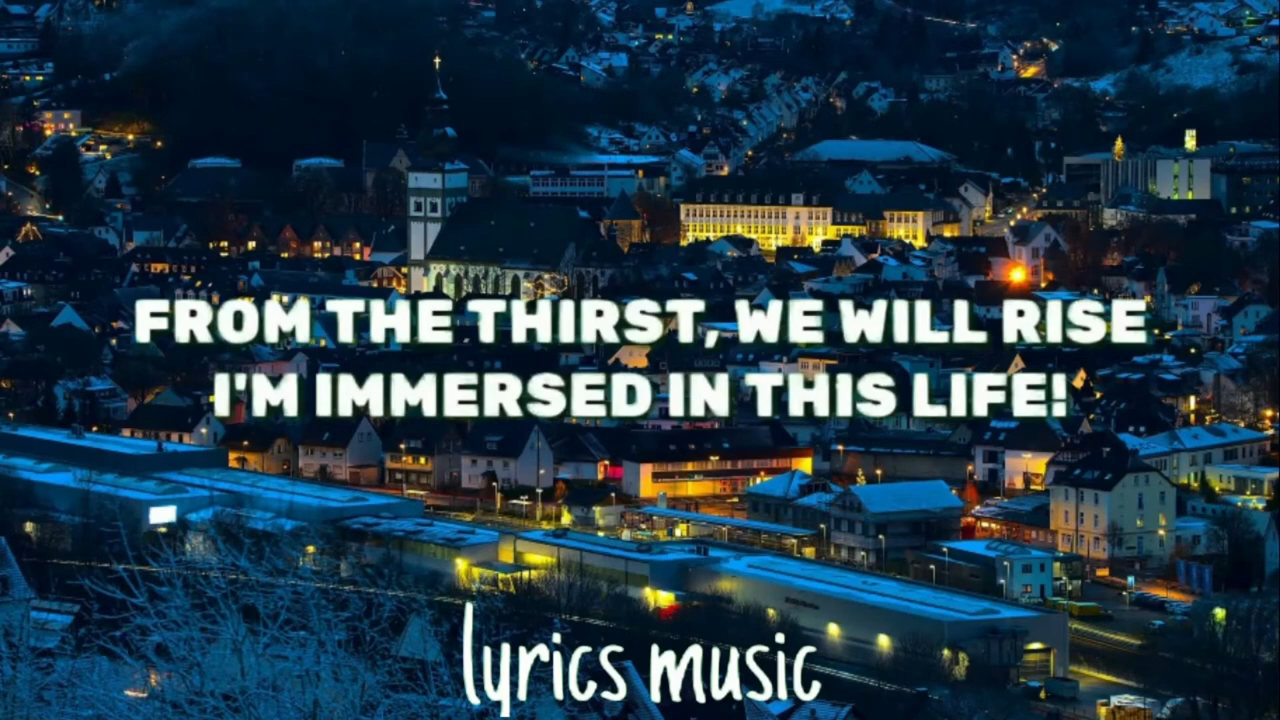 FROM THE THIRST, WE WILL RISE
I'M IMMERSED IN THIS LIFE!
lyrics music